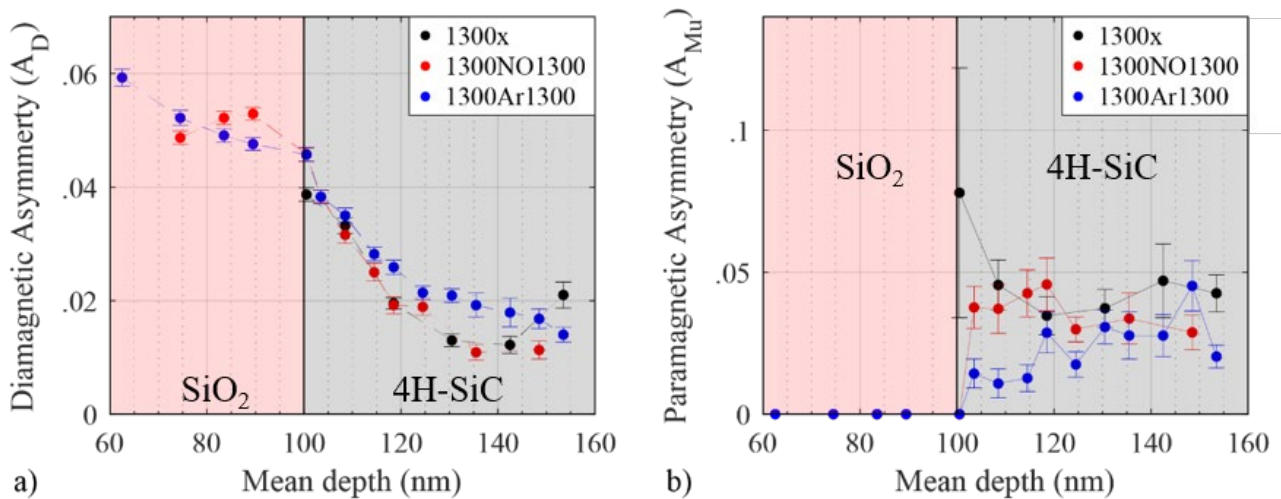 Diamagnetic Asymmerty (A_D)
.06
.04
.02
0
1300x
1300NO1300
1300Ar1300
SiO₂
4H-SiC
60 80 100 120 140 160
Mean depth (nm)
a)
Paramagnetic Asymmetry (A_Mu)
.1
.05
0
1300x
1300NO1300
1300Ar1300
SiO₂
4H-SiC
60 80 100 120 140 160
Mean depth (nm)
b)